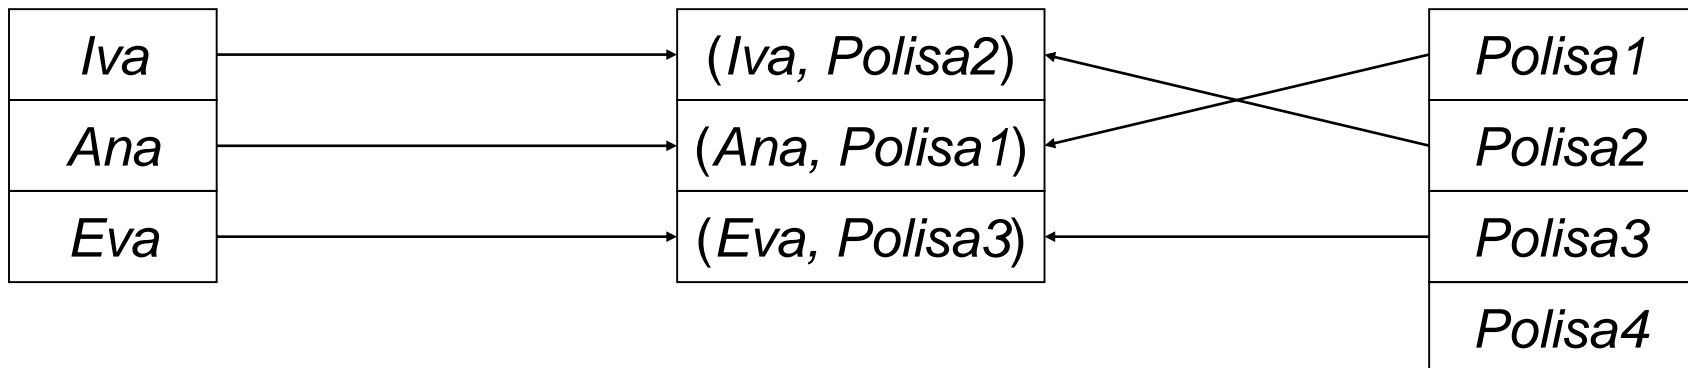 Iva
(Iva, Polisa2)
Polisa1
Ana
(Ana, Polisa1)
Polisa2
Eva
(Eva, Polisa3)
Polisa3
Polisa4